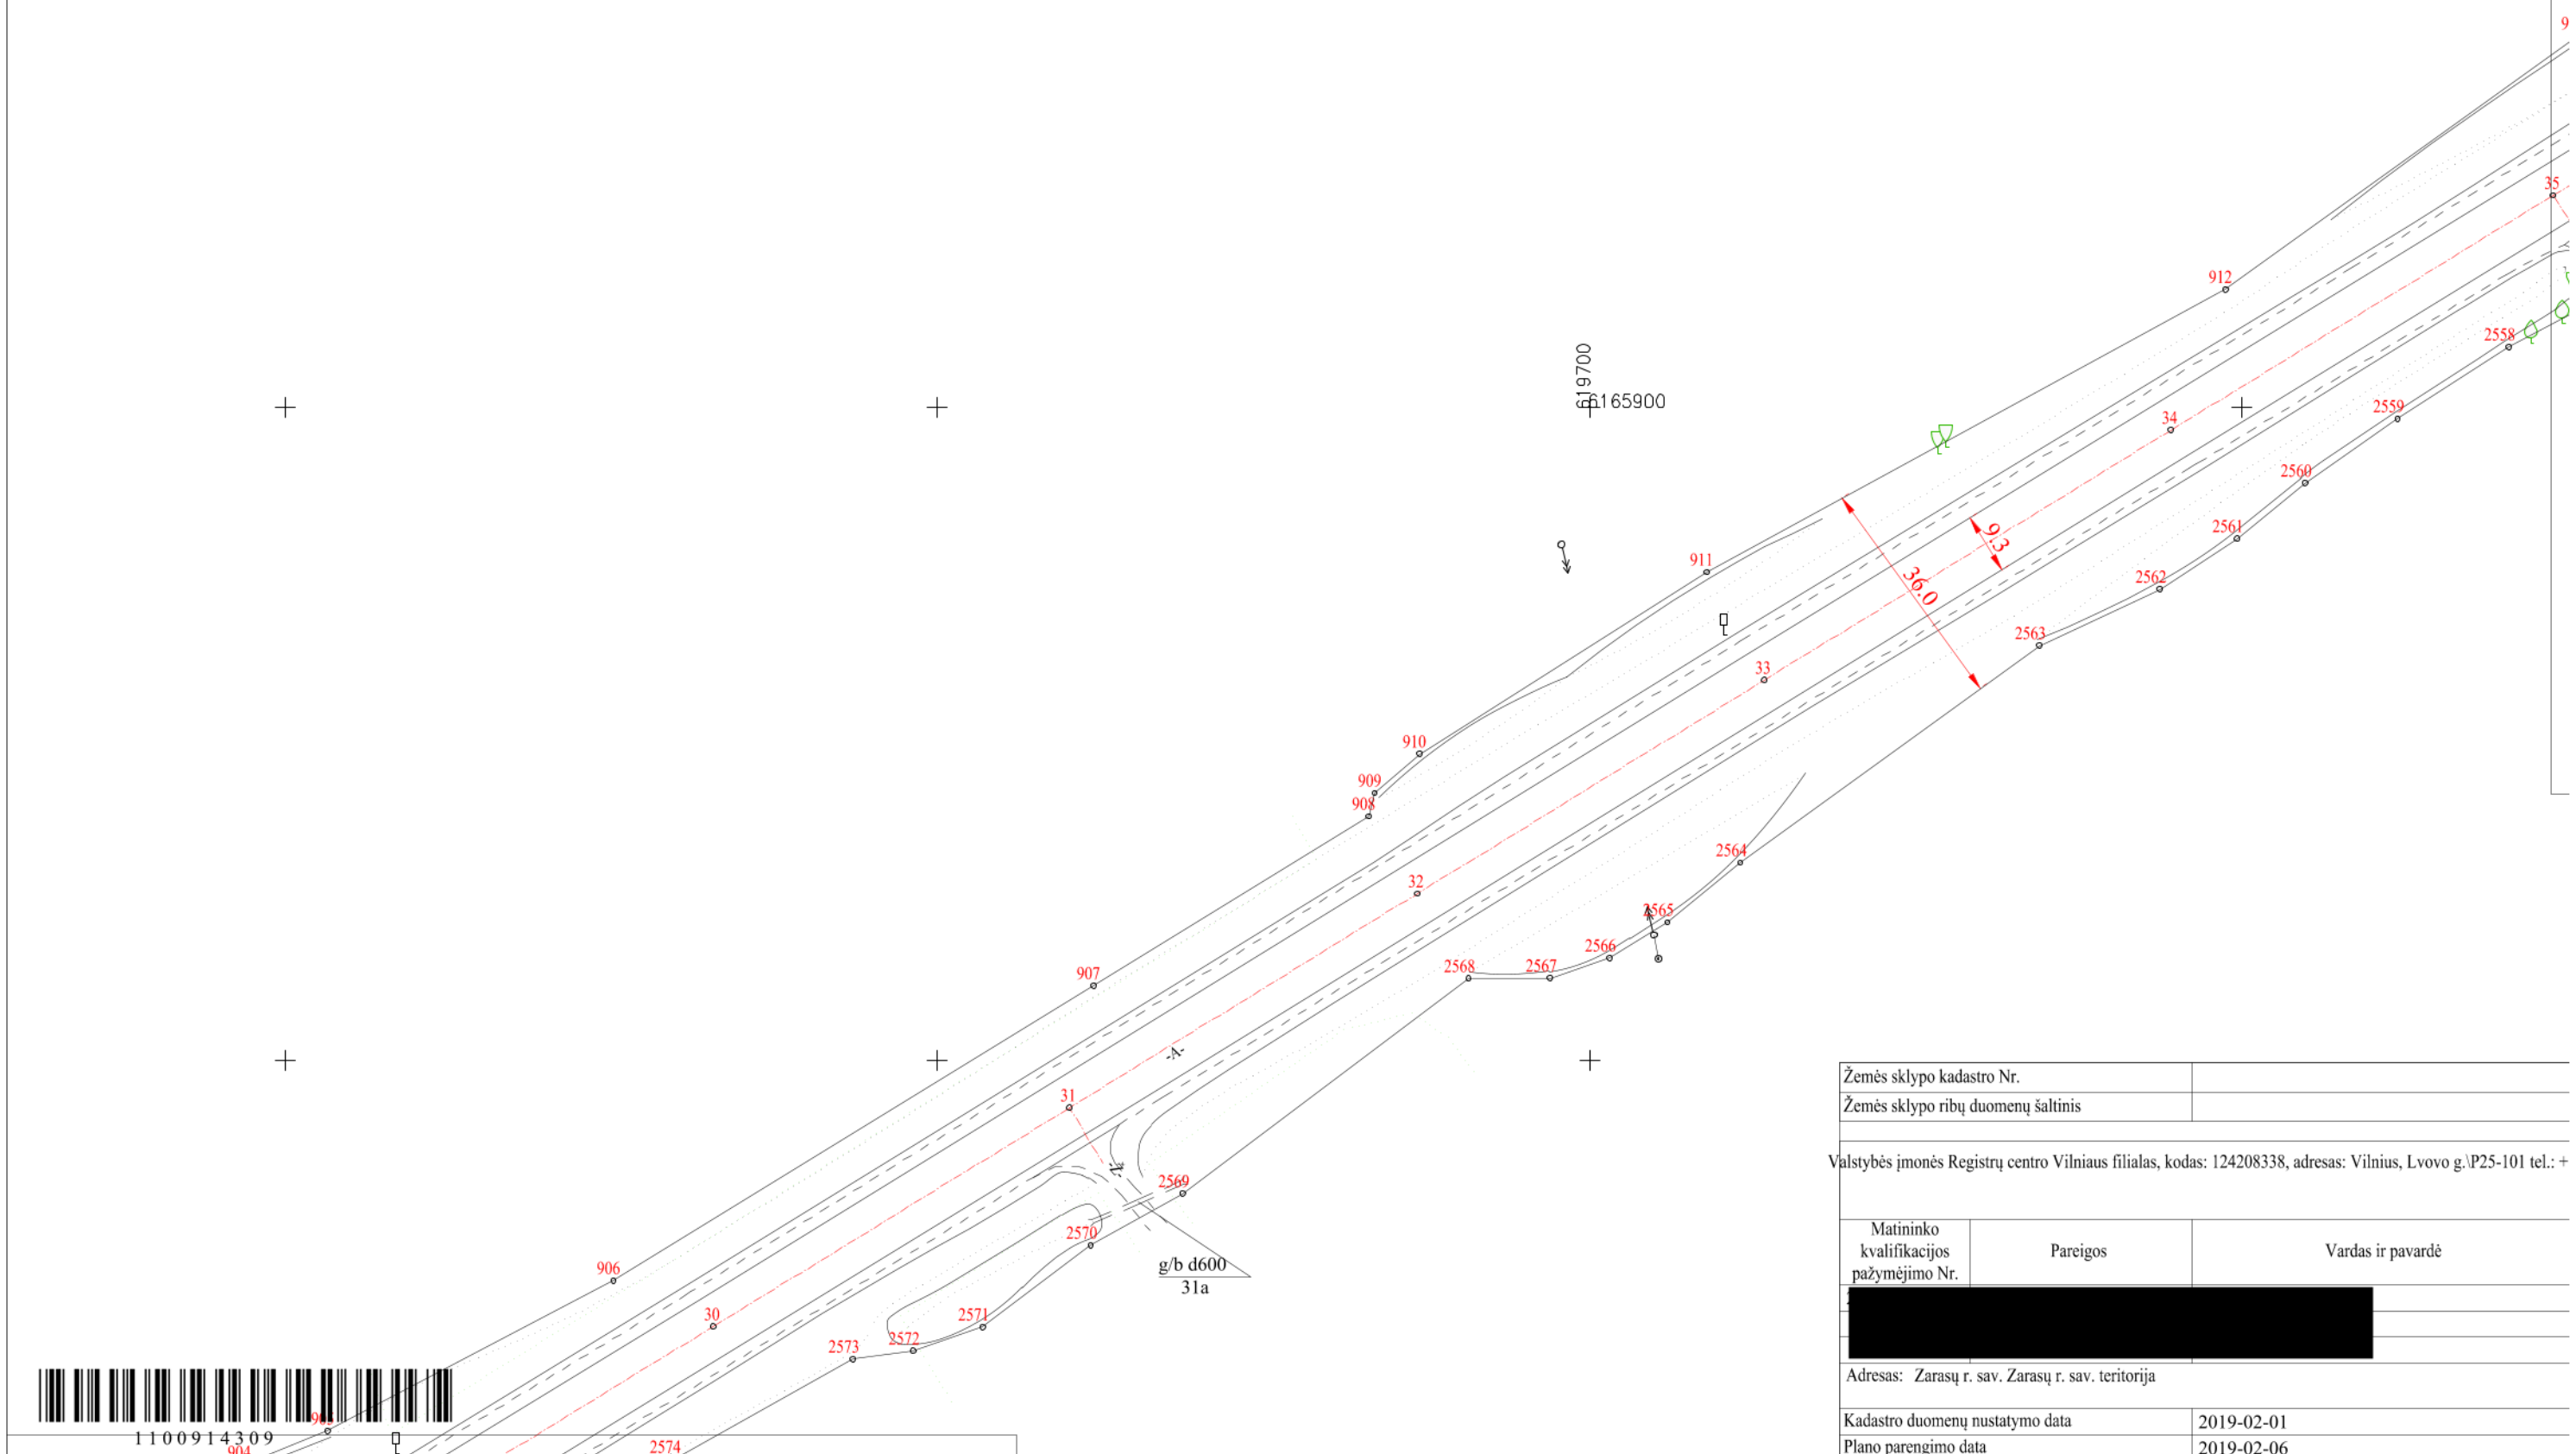 9
35
912
2558
619700
6165900
34
2559
2560
9.3
2561
911
36.0
2562
2563
33
910
909
908
2564
32
2565
2566
907
2568
2567
-A-
31
Žemės sklypo kadastro Nr.
Žemės sklypo ribų duomenų šaltinis
Valstybės įmonės Registrų centro Vilniaus filialas, kodas: 124208338, adresas: Vilnius, Lvovo g.\P25-101 tel.: +
2569
2570
Matininko
kvalifikacijos
pažymėjimo Nr.
Pareigos
Vardas ir pavardė
g/b d600
31a
906
30
2571
2572
2573
Adresas: Zarasų r. sav. Zarasų r. sav. teritorija
905
1100914309
904
2574
Kadastro duomenų nustatymo data
2019-02-01
Plano parengimo data
2019-02-06